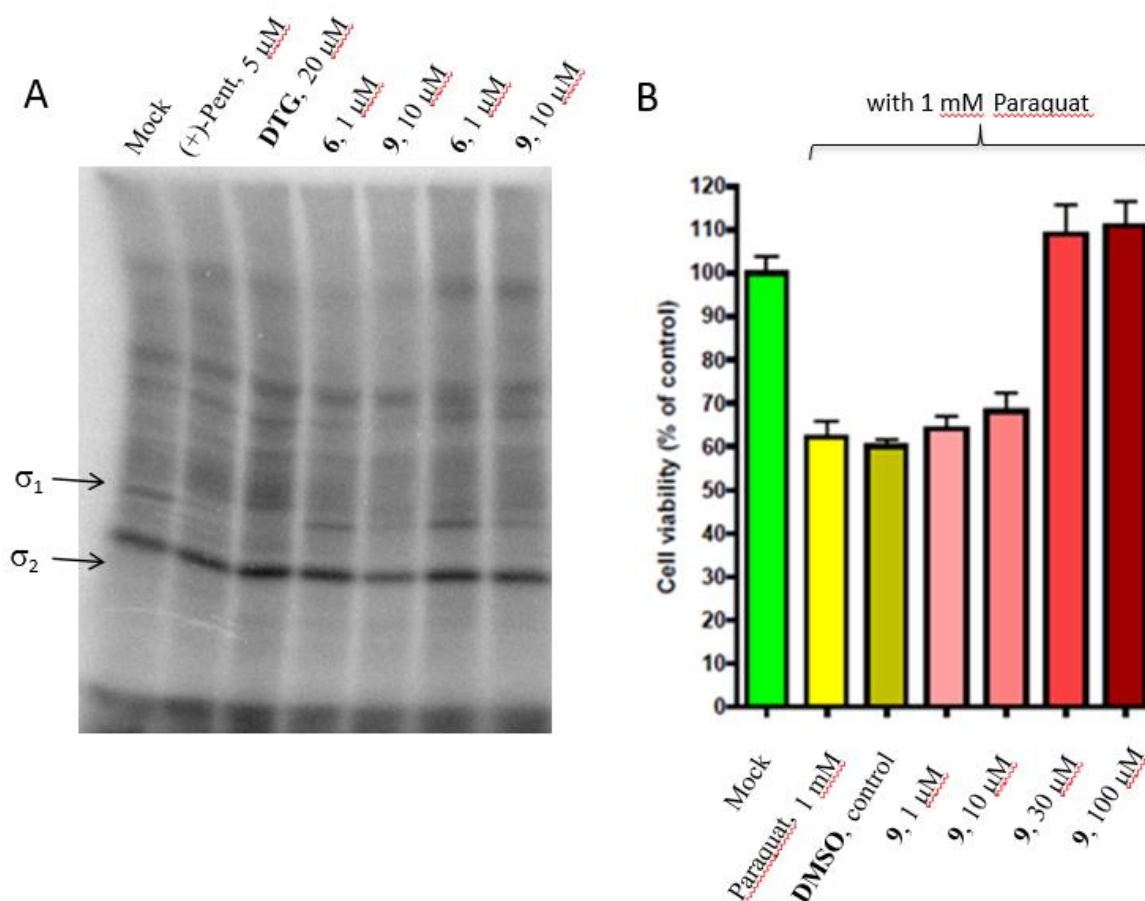 A
Mock
(+)-Pent, 5 μM
DTG, 20 μM
6, 1 μM
9, 10 μM
6, 1 μM
9, 10 μM
σ1
σ2
B
with 1 mM Paraquat
Cell viability (% of control)
120
110
100
90
80
70
60
50
40
30
20
10
0
Mock
Paraquat, 1 mM
DMSO, control
9, 1 μM
9, 10 μM
9, 30 μM
9, 100 μM